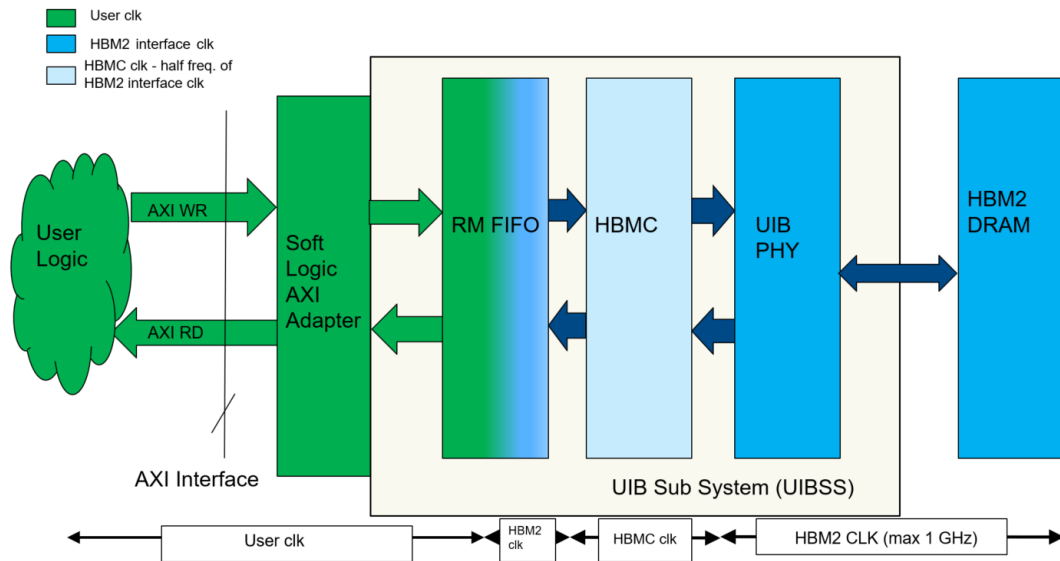 User clk
HBM2 interface clk
HBMC clk - half freq. of
HBM2 interface clk
User
Logic
AXI WR
AXI RD
AXI Interface
Soft
Logic
AXI
Adapter
RM FIFO
HBMC
UIB
PHY
HBM2
DRAM
UIB Sub System (UIBSS)
User clk
HBM2
clk
HBMC clk
HBM2 CLK (max 1 GHz)